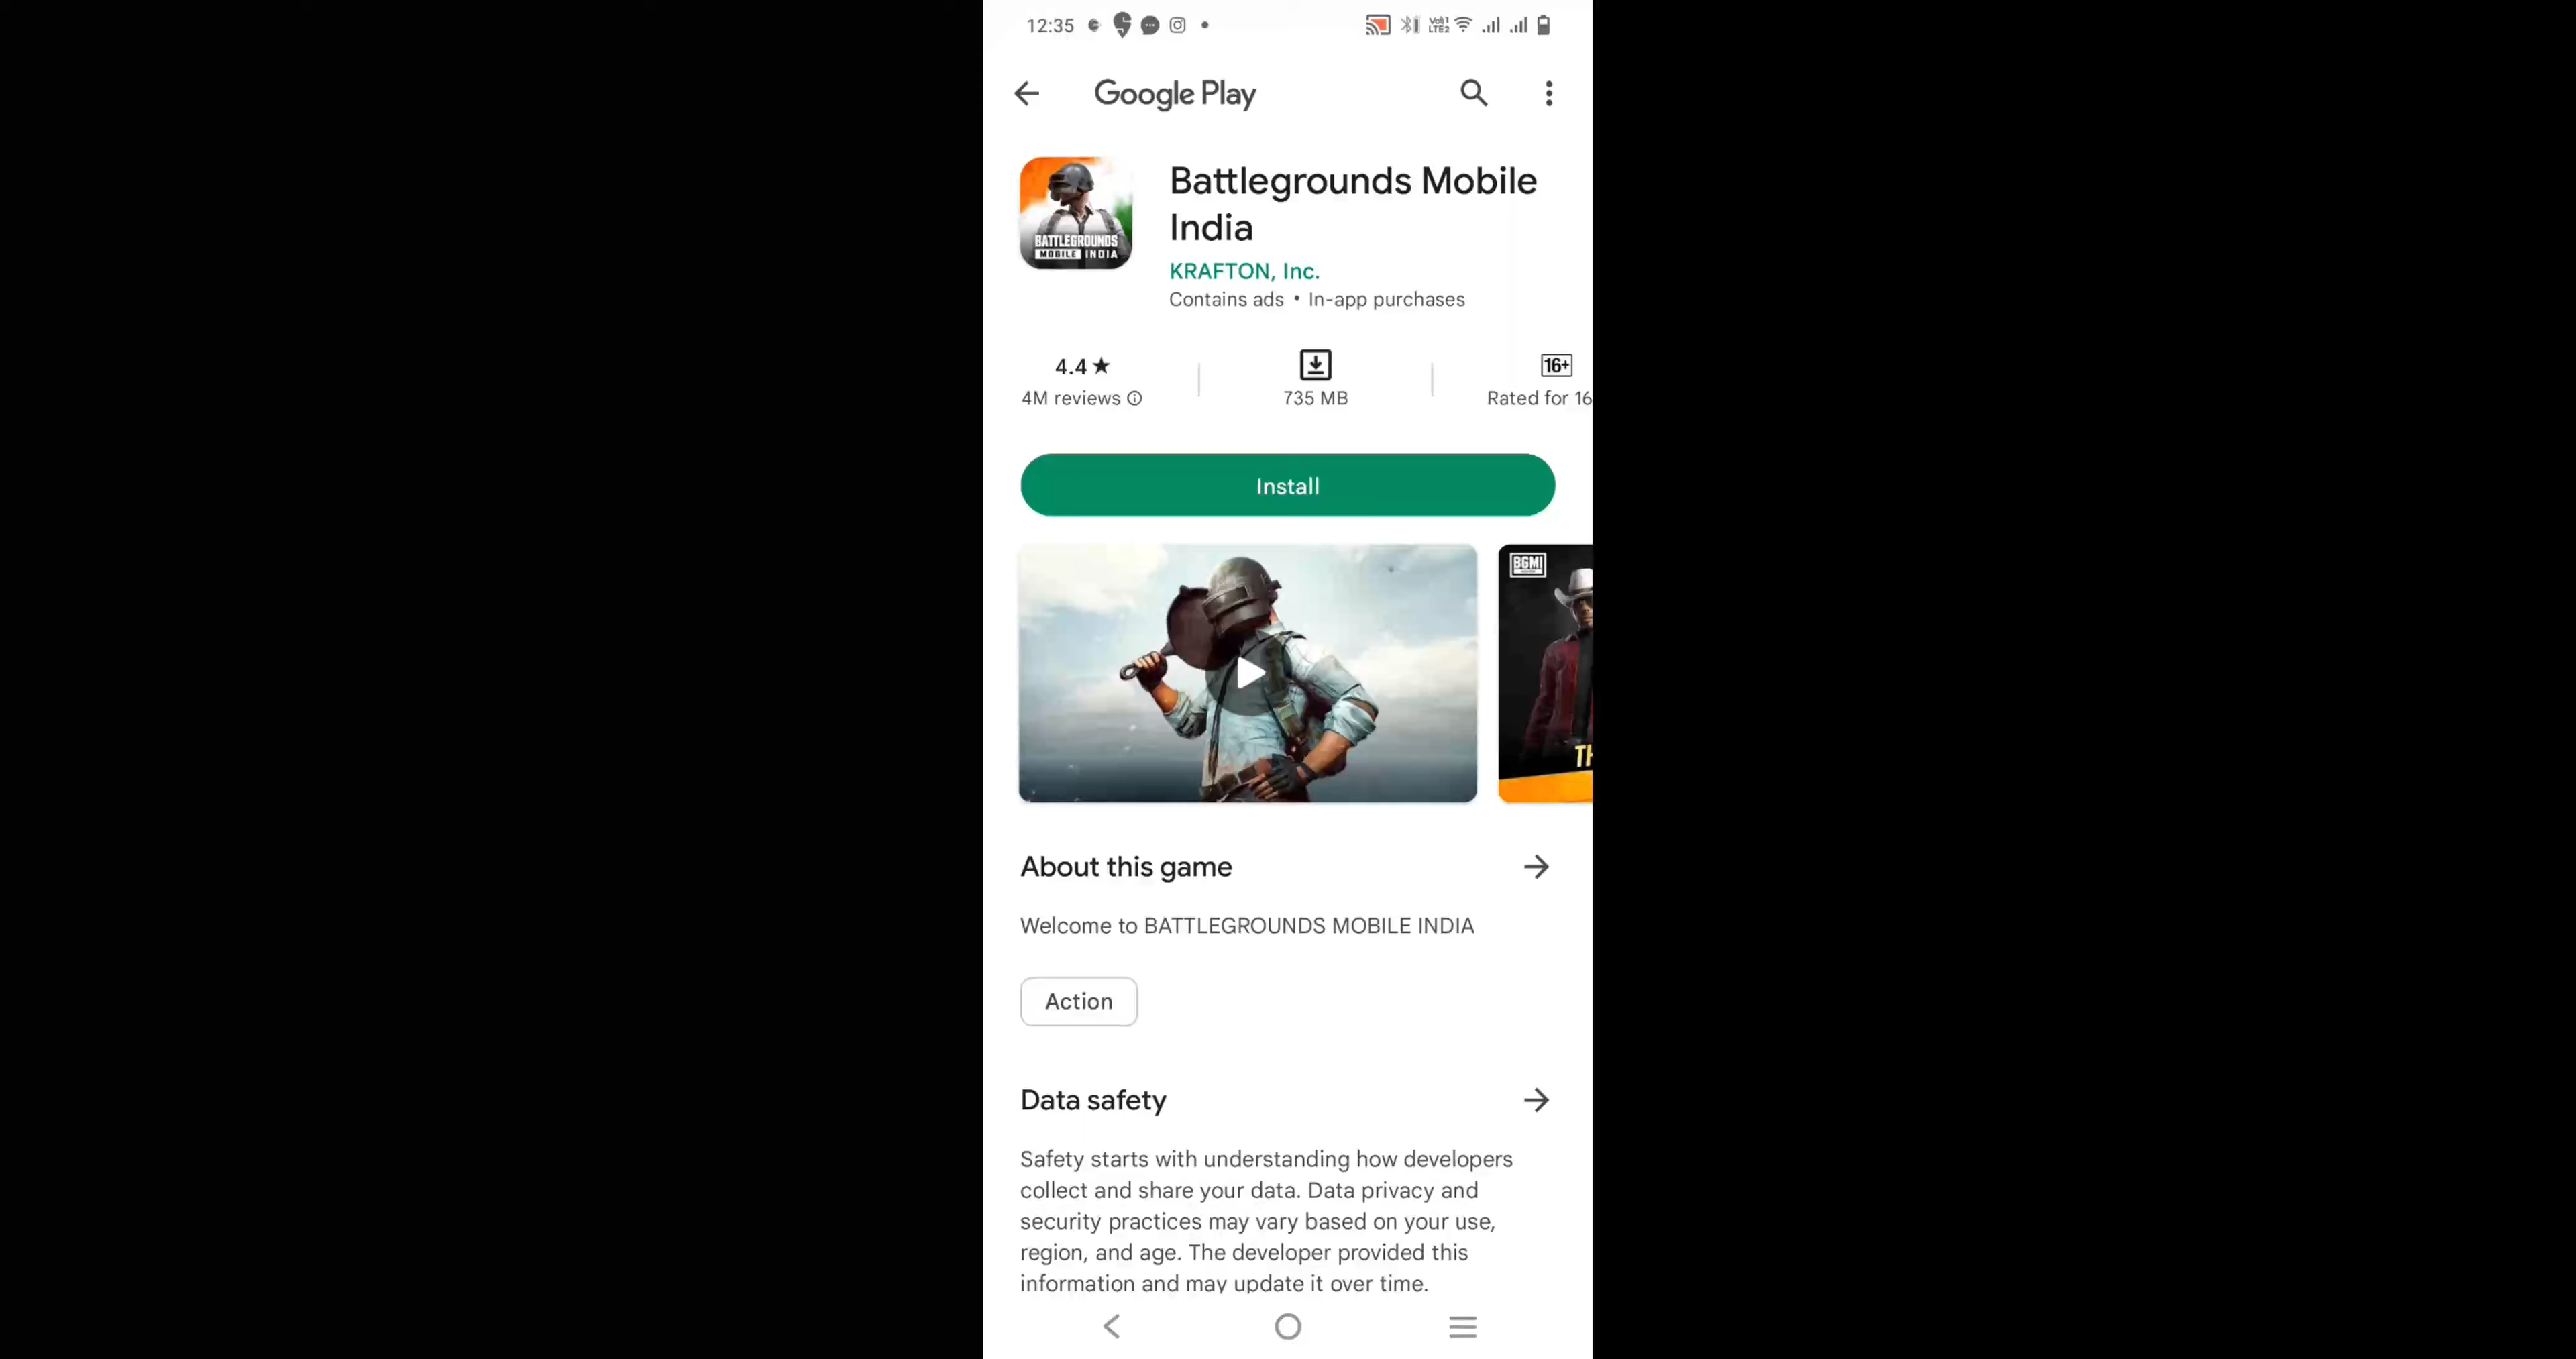 12:35
Vo)) 1
LTE2
Google Play
BATTLEGROUNDS
MOBILE INDIA
Battlegrounds Mobile
India
KRAFTON, Inc.
Contains ads • In-app purchases
4.4★
4M reviews
735 MB
16+
Rated for 16
Install
BGMI
TH
About this game
Welcome to BATTLEGROUNDS MOBILE INDIA
Action
Data safety
Safety starts with understanding how developers
collect and share your data. Data privacy and
security practices may vary based on your use,
region, and age. The developer provided this
information and may update it over time.